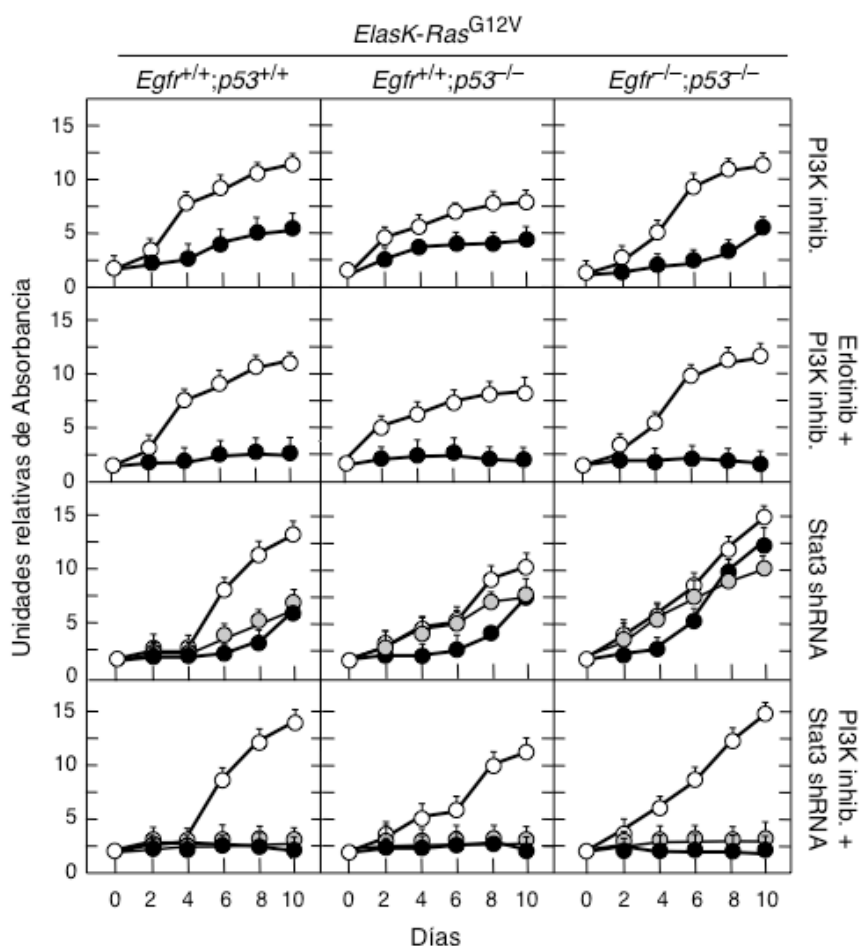 ElasK-Ras^G12V
Egfr^+/+;p53^+/+ Egfr^+/+;p53^–/– Egfr^–/–;p53^–/–
Unidades relativas de Absorbancia
15
10
5
0
PI3K inhib.
15
10
5
0
Erlotinib +
PI3K inhib.
15
10
5
0
Stat3 shRNA
15
10
5
0
PI3K inhib. +
Stat3 shRNA
0 2 4 6 8 10 0 2 4 6 8 10 0 2 4 6 8 10
Días